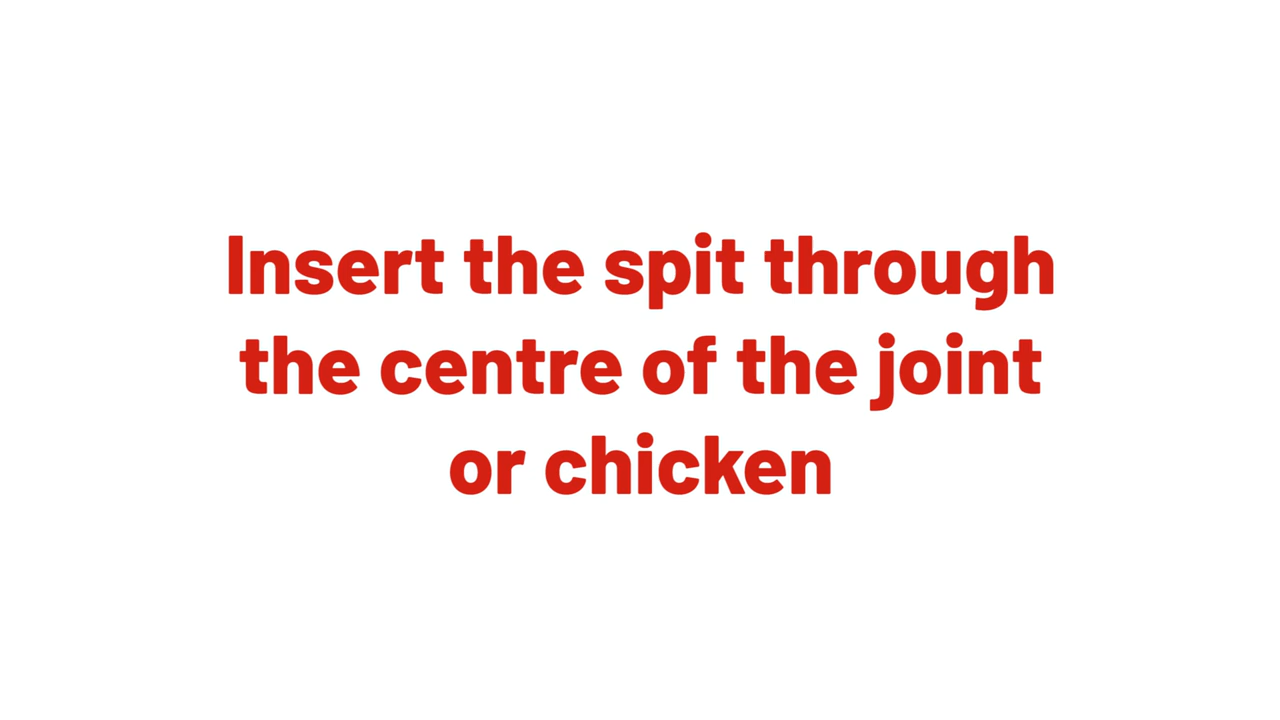 Insert the spit through
the centre of the joint
or chicken